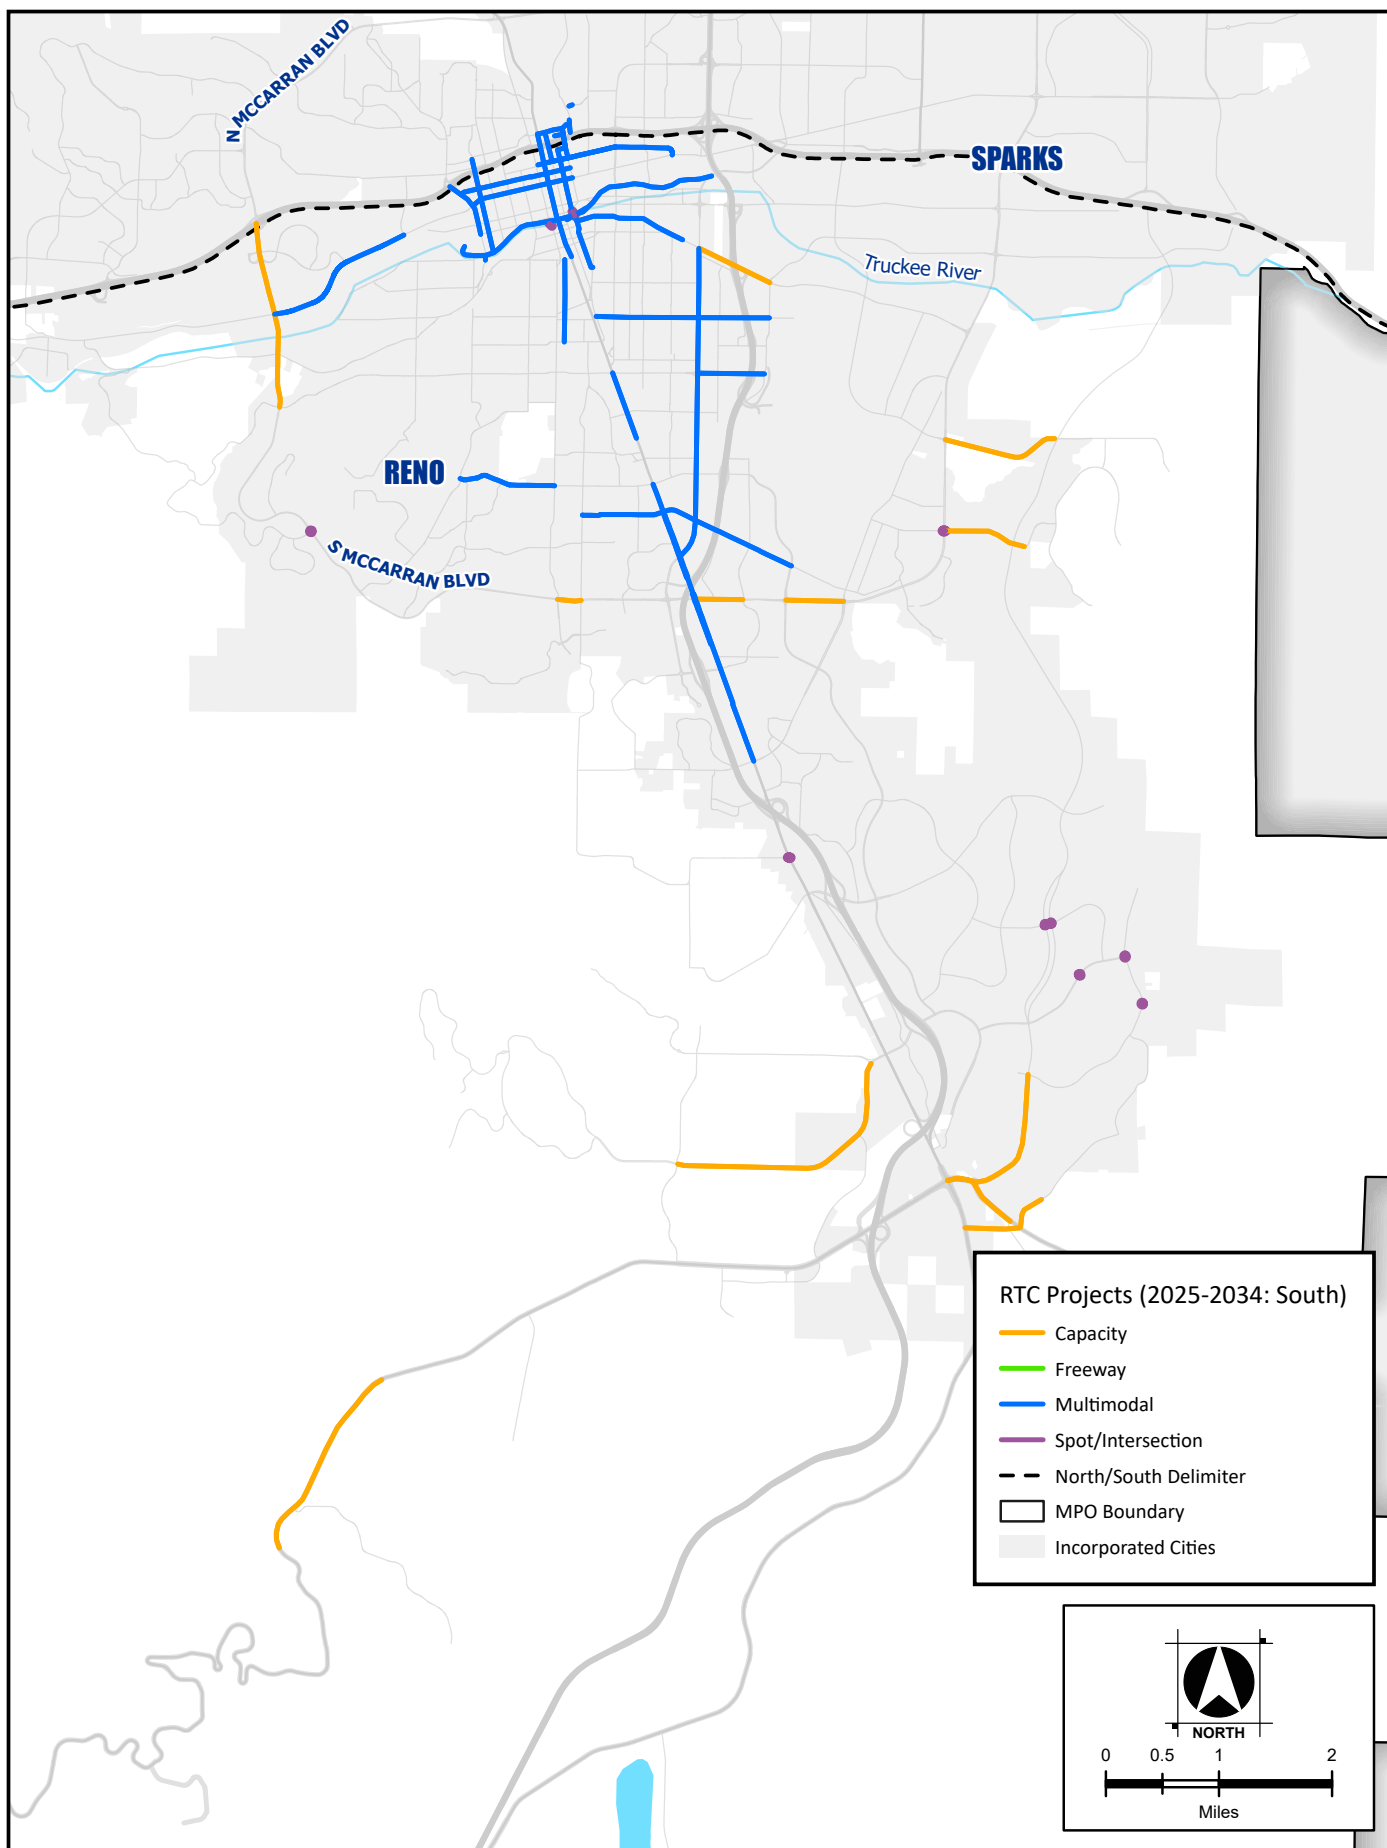 N MCCARRAN BLVD
SPARKS
Truckee River
RENO
S MCCARRAN BLVD
RTC Projects (2025-2034: South)
Capacity
Freeway
Multimodal
Spot/Intersection
North/South Delimiter
MPO Boundary
Incorporated Cities
NORTH
0 0.5 1 2
Miles